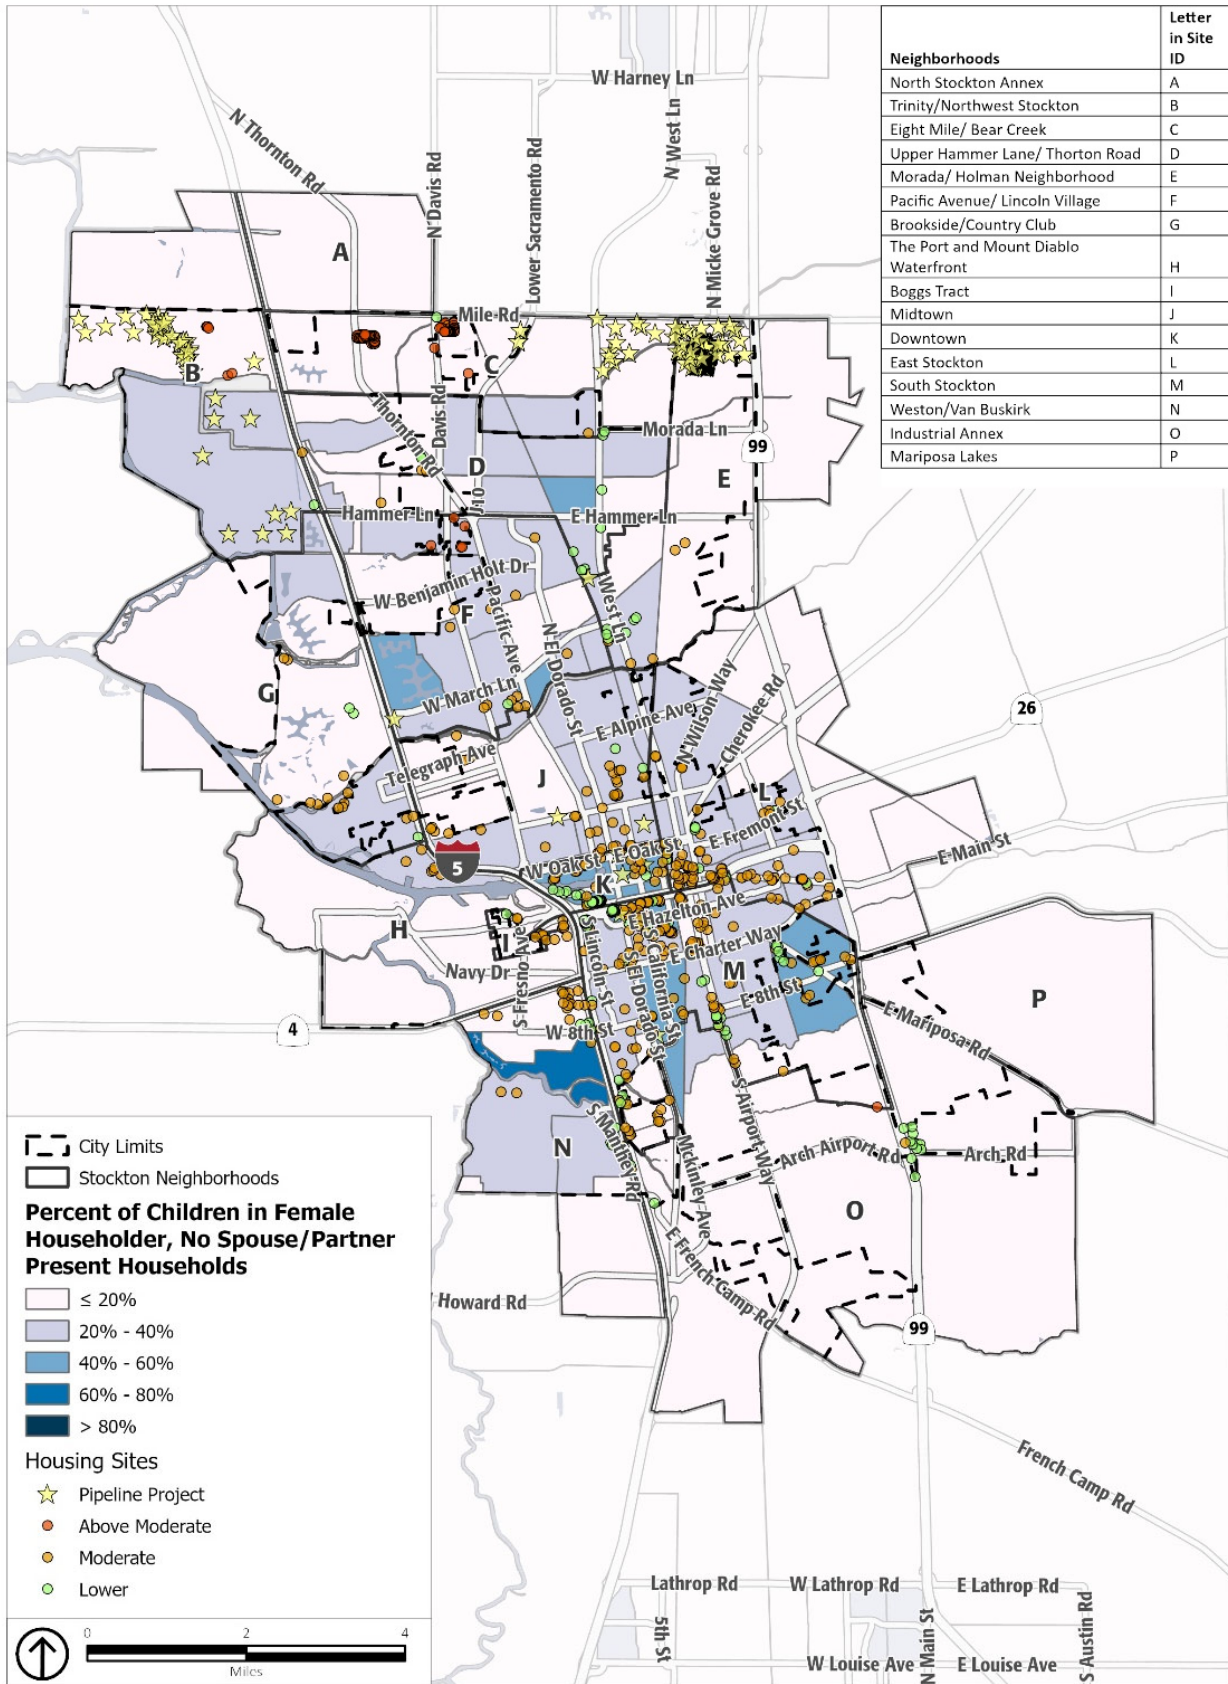 Neighborhoods
Letter
in Site
ID
North Stockton Annex A
Trinity/Northwest Stockton B
Eight Mile/ Bear Creek C
Upper Hammer Lane/ Thorton Road D
Morada/ Holman Neighborhood E
Pacific Avenue/ Lincoln Village F
Brookside/Country Club G
The Port and Mount Diablo
Waterfront H
Boggs Tract I
Midtown J
Downtown K
East Stockton L
South Stockton M
Weston/Van Buskirk N
Industrial Annex O
Mariposa Lakes P
W Harney Ln
N Thornton Rd
N Davis Rd
Lower Sacramento Rd
N West Ln
N Micke Grove Rd
A
Mile Rd
B
C
Thornton Rd
Davis Rd
Morada Ln
99
D
E
Hammer Ln
E Hammer Ln
W Benjamin Holt Dr
F
Pacific Ave
N El Dorado St
West Ln
G
W March Ln
E Alpine Ave
N Wilson Way
Cherokee Rd
26
Telegraph Ave
J
L
E Fremont St
5
W Oak St
E Oak St
E Main St
K
E Hazelton Ave
H
I
S Fresno Ave
Navy Dr
S Lincoln St
S El Dorado St
S California St
E Charter Way
M
E 8th St
P
4
W 8th St
E Mariposa Rd
N
S Manthey Rd
Mckinley Ave
S Airport Way
Arch Airport Rd
Arch Rd
O
E French Camp Rd
Howard Rd
99
French Camp Rd
Lathrop Rd
W Lathrop Rd
E Lathrop Rd
5th St
N Main St
S Austin Rd
W Louise Ave
E Louise Ave
City Limits
Stockton Neighborhoods
Percent of Children in Female
Householder, No Spouse/Partner
Present Households
≤ 20%
20% - 40%
40% - 60%
60% - 80%
> 80%
Housing Sites
Pipeline Project
Above Moderate
Moderate
Lower
0 2 4
Miles